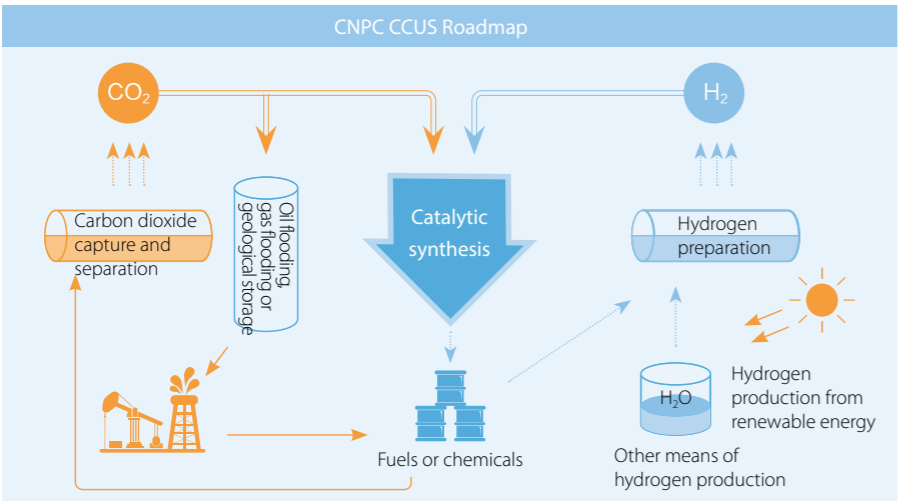 CNPC CCUS Roadmap
CO₂
H₂
Carbon dioxide
capture and
separation
Oil flooding
gas flooding or
geological storage
Catalytic
synthesis
Hydrogen
preparation
H₂O
Hydrogen
production from
renewable energy
Fuels or chemicals
Other means of
hydrogen production